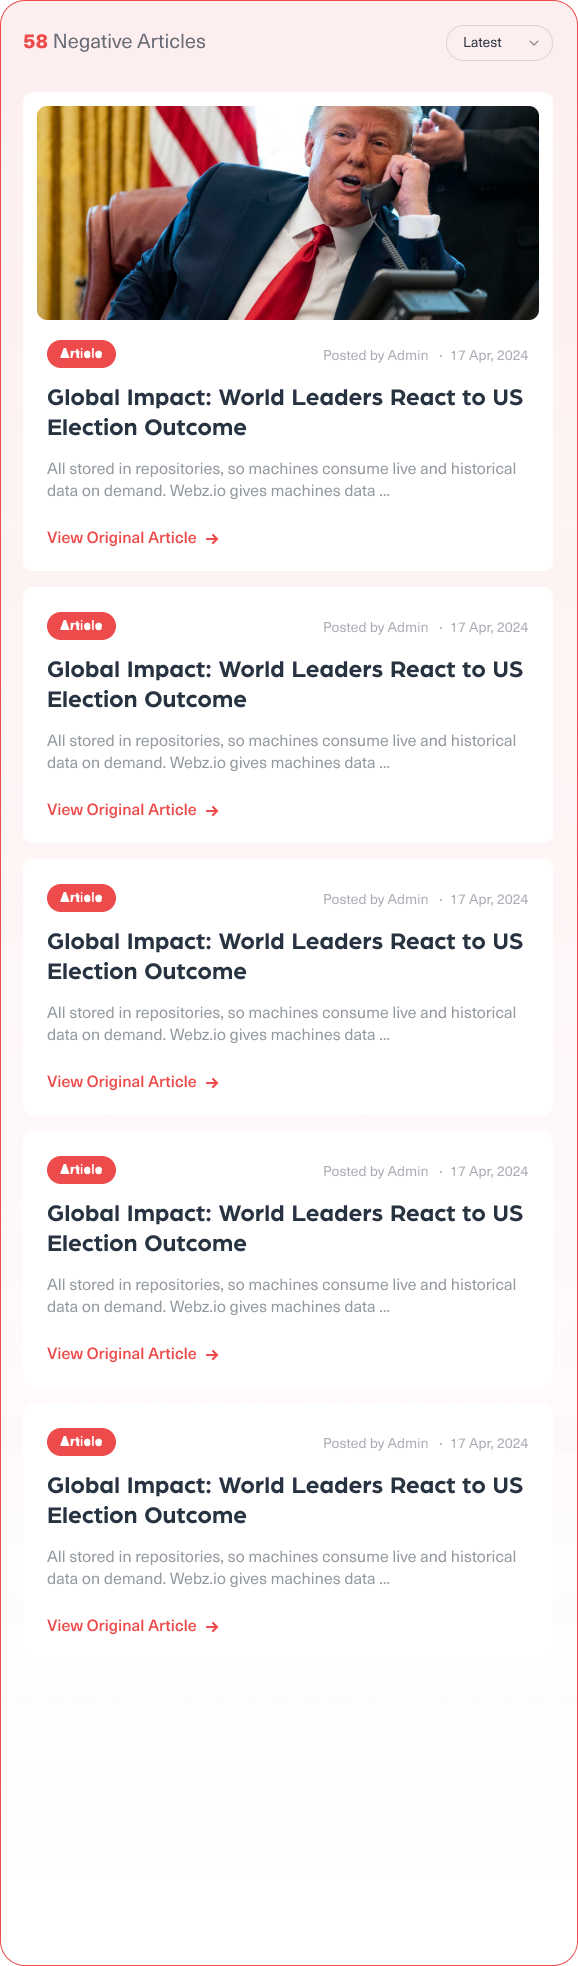 58 Negative Articles
Latest
Article
Posted by Admin · 17 Apr, 2024
Global Impact: World Leaders React to US
Election Outcome
All stored in repositories, so machines consume live and historical
data on demand. Webz.io gives machines data ...
View Original Article →
Article
Posted by Admin · 17 Apr, 2024
Global Impact: World Leaders React to US
Election Outcome
All stored in repositories, so machines consume live and historical
data on demand. Webz.io gives machines data ...
View Original Article →
Article
Posted by Admin · 17 Apr, 2024
Global Impact: World Leaders React to US
Election Outcome
All stored in repositories, so machines consume live and historical
data on demand. Webz.io gives machines data ...
View Original Article →
Article
Posted by Admin · 17 Apr, 2024
Global Impact: World Leaders React to US
Election Outcome
All stored in repositories, so machines consume live and historical
data on demand. Webz.io gives machines data ...
View Original Article →
Article
Posted by Admin · 17 Apr, 2024
Global Impact: World Leaders React to US
Election Outcome
All stored in repositories, so machines consume live and historical
data on demand. Webz.io gives machines data ...
View Original Article →